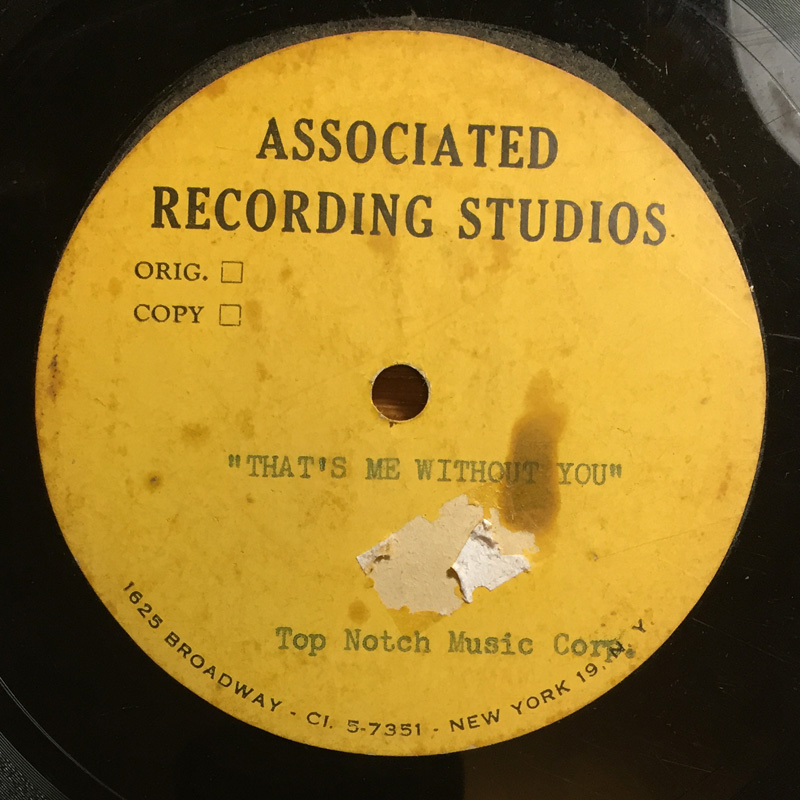 ASSOCIATED
RECORDING STUDIOS
ORIG.
COPY
"THAT'S ME WITHOUT YOU"
Top Notch Music Corp.
1625 BROADWAY - CI. 5-7351 - NEW YORK 19, N. Y.